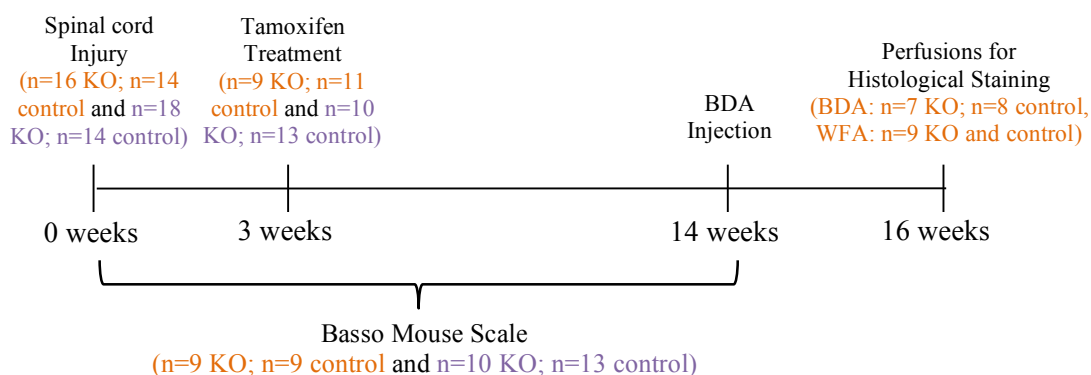 Spinal cord
Injury
(n=16 KO; n=14
control and n=18
KO; n=14 control)
Tamoxifen
Treatment
(n=9 KO; n=11
control and n=10
KO; n=13 control)
BDA
Injection
Perfusions for
Histological Staining
(BDA: n=7 KO; n=8 control,
WFA: n=9 KO and control)
0 weeks
3 weeks
14 weeks
16 weeks
Basso Mouse Scale
(n=9 KO; n=9 control and n=10 KO; n=13 control)